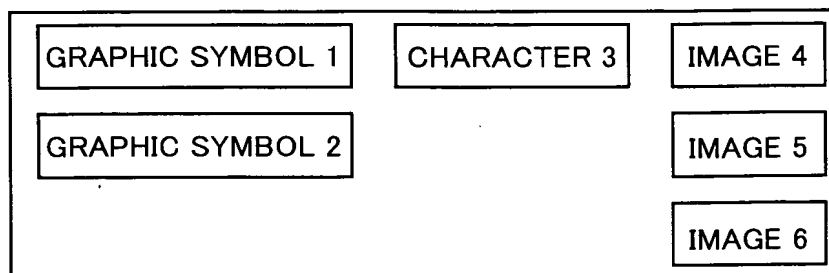 GRAPHIC SYMBOL 1 CHARACTER 3 IMAGE 4
GRAPHIC SYMBOL 2 IMAGE 5
IMAGE 6